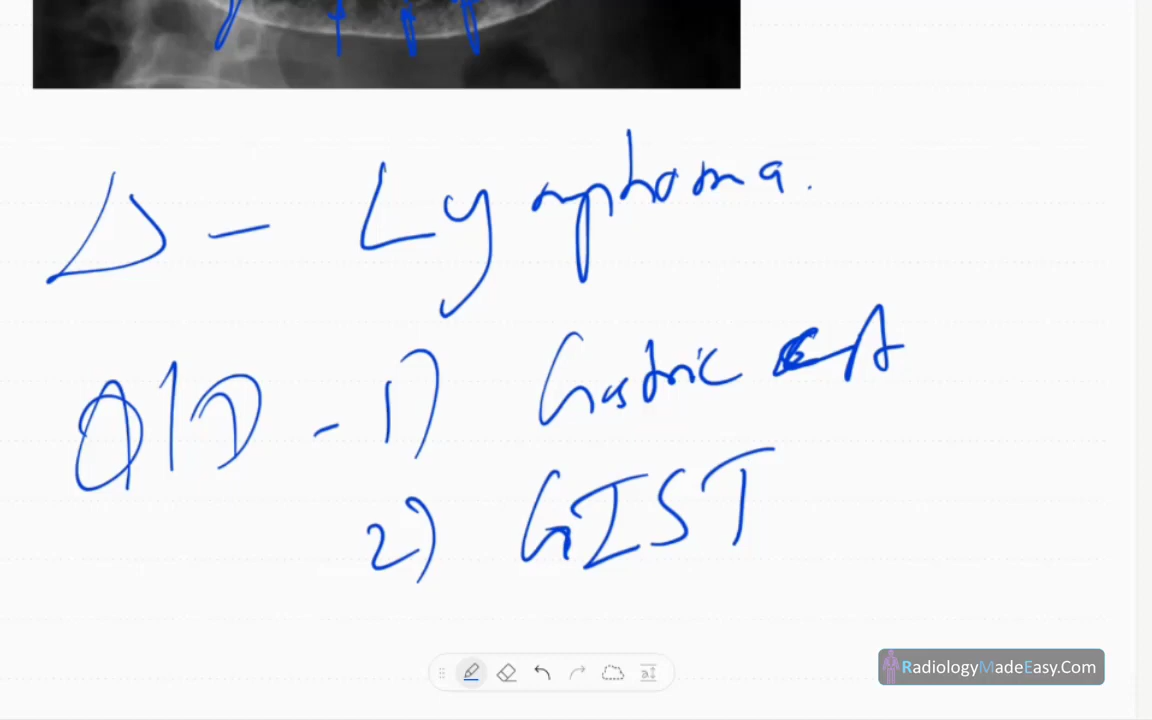 Δ - Lymphoma.
D/D - 1) Gastric CA
2) GIST
RadiologyMadeEasy.Com